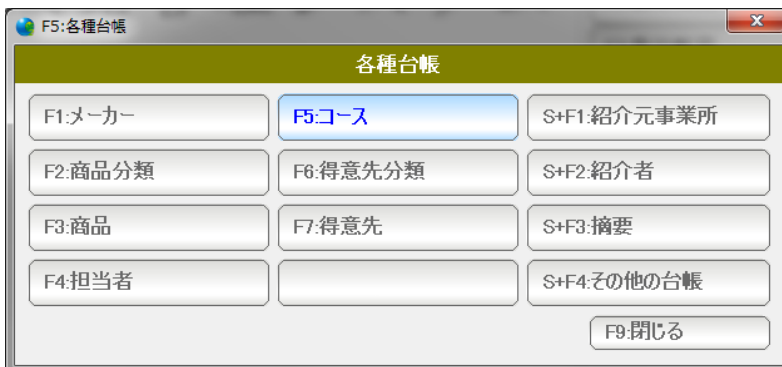 F5:各種台帳
各種台帳
F1:メーカー
F5:コース
S+F1:紹介元事業所
F2:商品分類
F6:得意先分類
S+F2:紹介者
F3:商品
F7:得意先
S+F3:摘要
F4:担当者
S+F4:その他の台帳
F9:閉じる